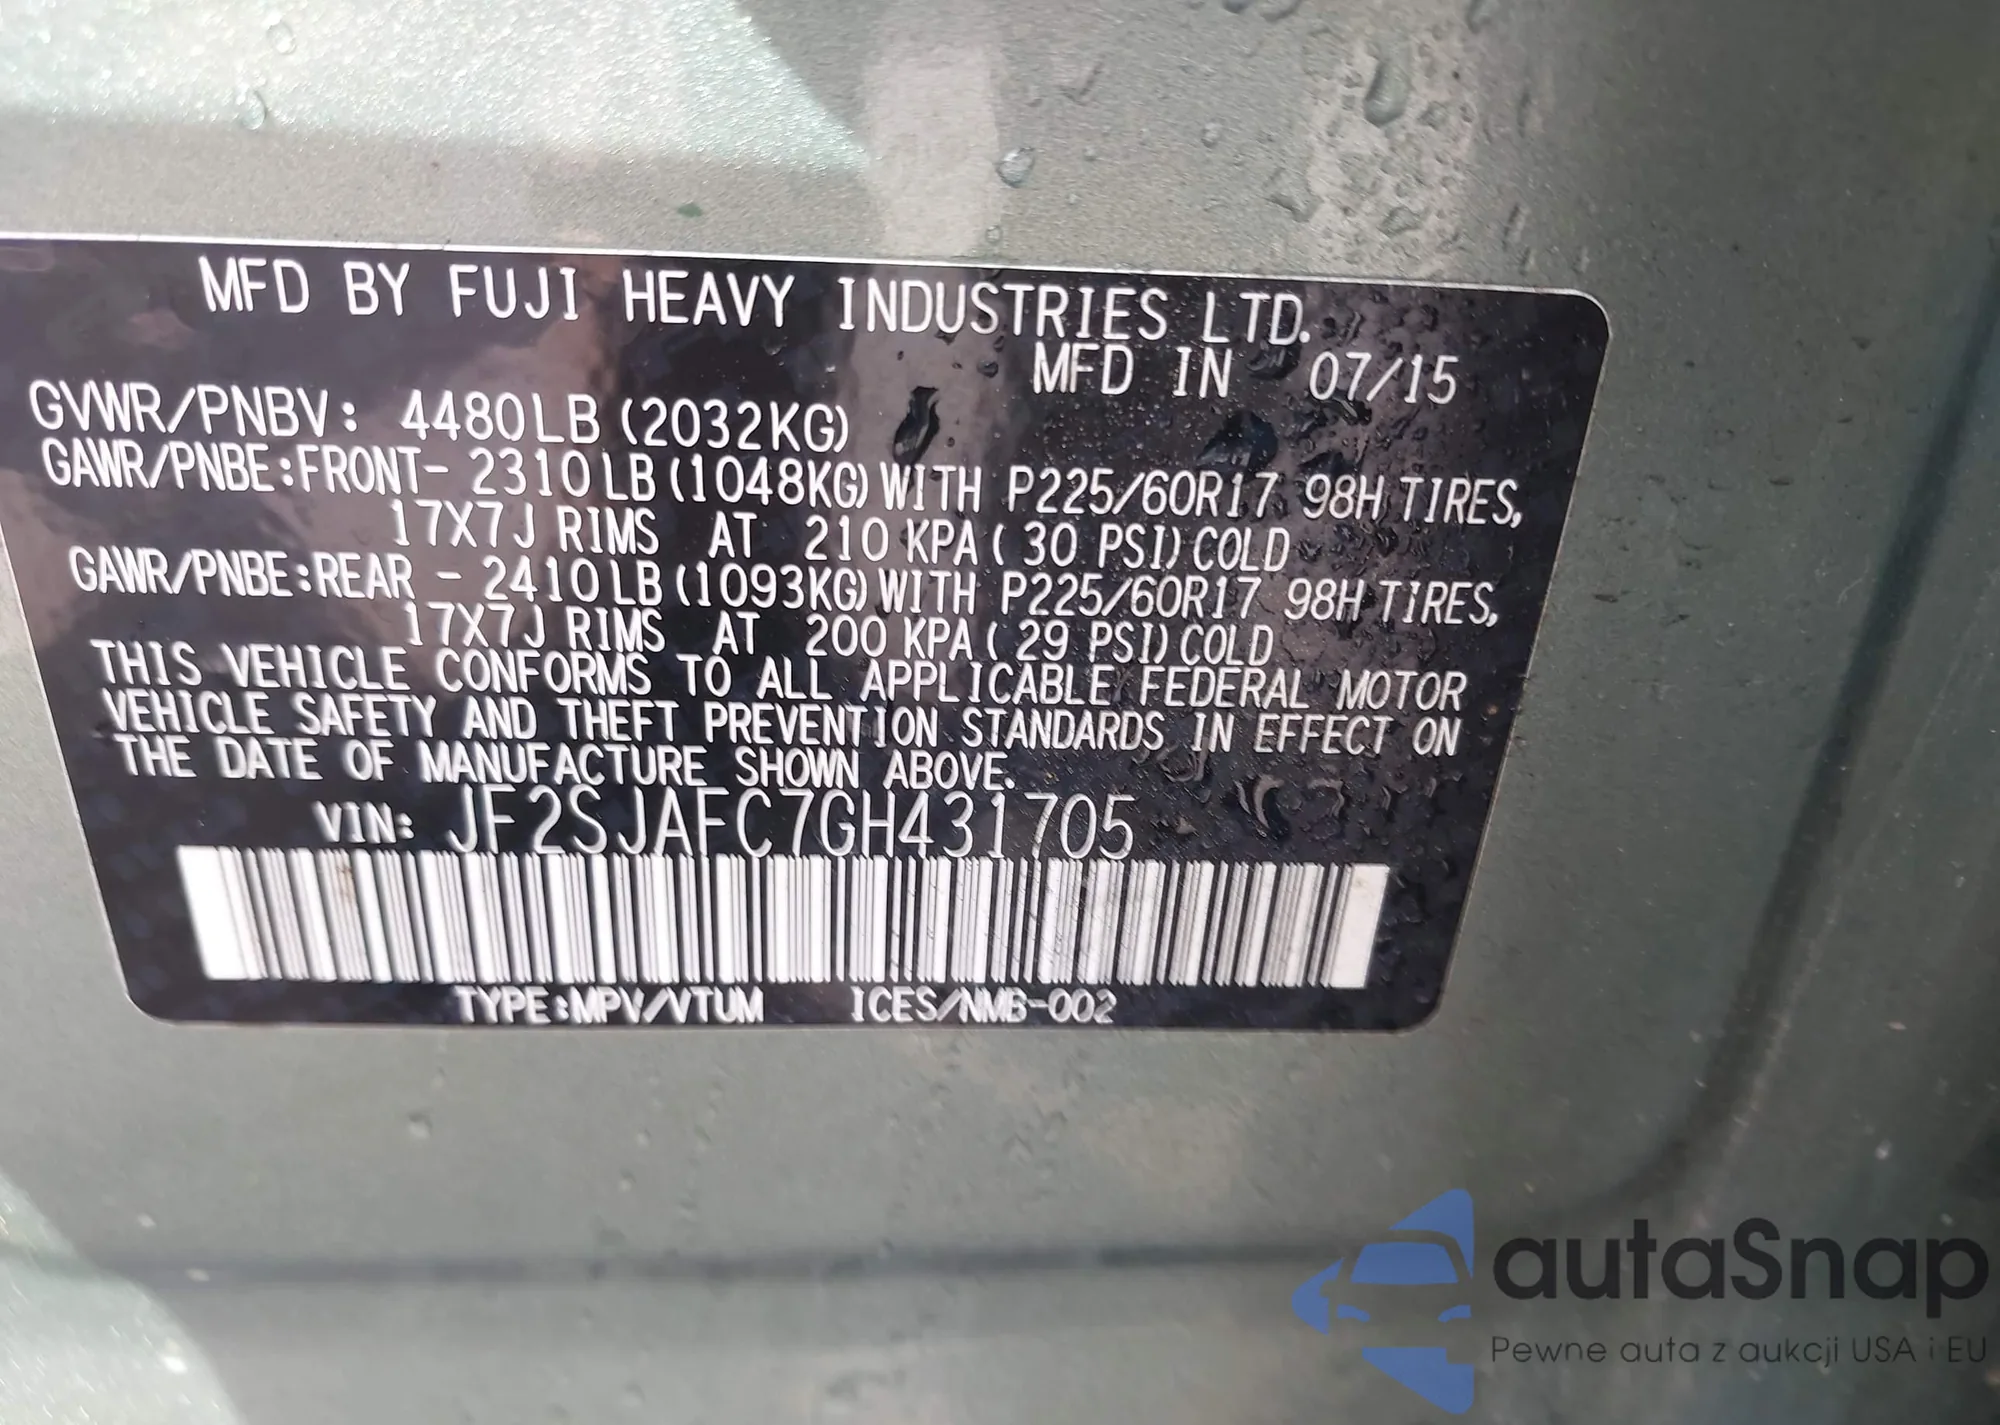 MFD BY FUJI HEAVY INDUSTRIES LTD.
MFD IN 07/15
GVWR/PNBV: 4480LB (2032KG)
GAWR/PNBE:FRONT- 2310LB(1048KG)WITH P225/60R17 98H TIRES,
17X7J RIMS AT 210 KPA( 30 PSI)COLD
GAWR/PNBE:REAR - 2410LB(1093KG)WITH P225/60R17 98H TIRES,
17X7J RIMS AT 200 KPA( 29 PSI)COLD
THIS VEHICLE CONFORMS TO ALL APPLICABLE FEDERAL MOTOR
VEHICLE SAFETY AND THEFT PREVENTION STANDARDS IN EFFECT ON
THE DATE OF MANUFACTURE SHOWN ABOVE.
VIN: JF2SJAFC7GH431705
TYPE:MPV/VTUM ICES/NMB-002
autaSnap
Pewne auta z aukcji USA i EU